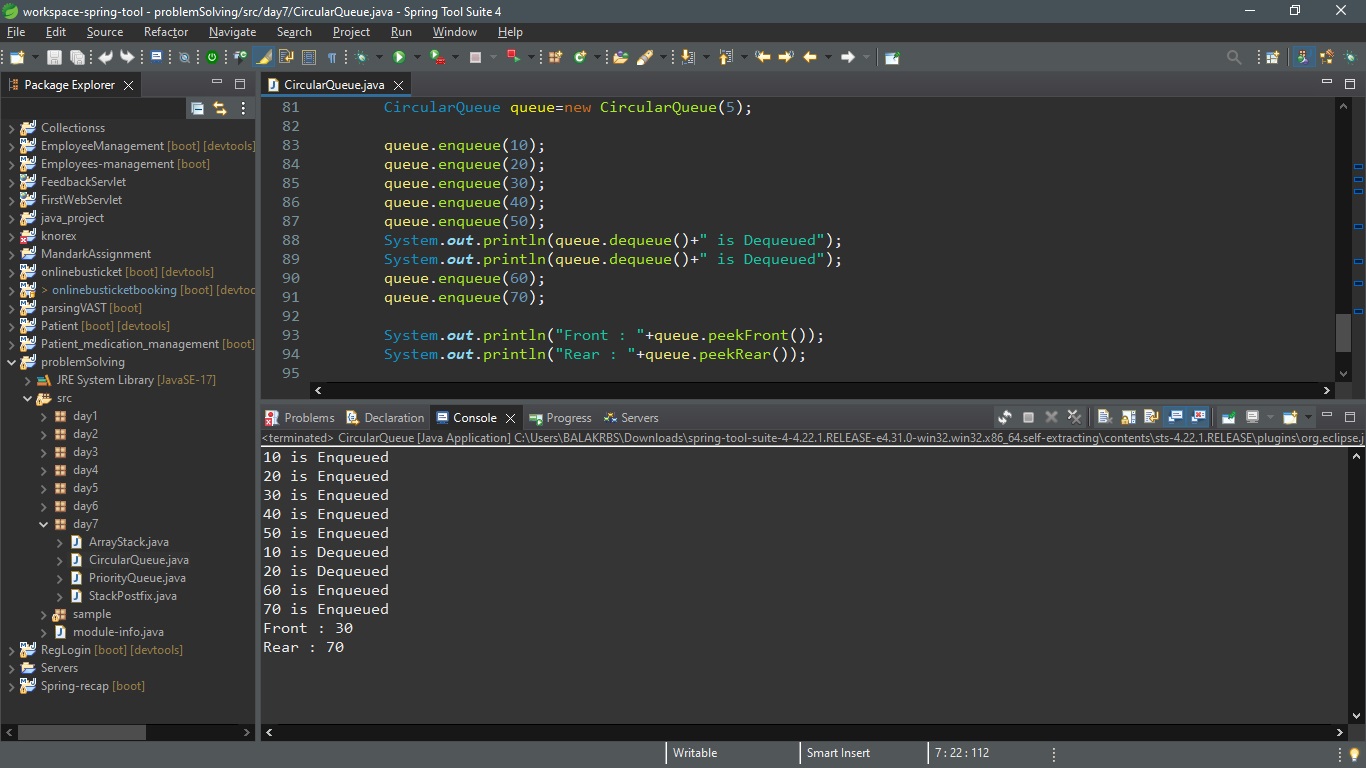 workspace-spring-tool - problemSolving/src/day7/CircularQueue.java - Spring Tool Suite 4
File Edit Source Refactor Navigate Search Project Run Window Help
Package Explorer
Collectionss
EmployeeManagement [boot] [devtools]
Employees-management [boot]
FeedbackServlet
FirstWebServlet
java_project
knorex
MandarkAssignment
onlinebusticket [boot] [devtools]
> onlinebusticketbooking [boot] [devtoo
parsingVAST [boot]
Patient [boot] [devtools]
Patient_medication_management [boot]
problemSolving
JRE System Library [JavaSE-17]
src
day1
day2
day3
day4
day5
day6
day7
ArrayStack.java
CircularQueue.java
PriorityQueue.java
StackPostfix.java
sample
module-info.java
RegLogin [boot] [devtools]
Servers
Spring-recap [boot]
CircularQueue.java
81 CircularQueue queue=new CircularQueue(5);
82
83 queue.enqueue(10);
84 queue.enqueue(20);
85 queue.enqueue(30);
86 queue.enqueue(40);
87 queue.enqueue(50);
88 System.out.println(queue.dequeue()+" is Dequeued");
89 System.out.println(queue.dequeue()+" is Dequeued");
90 queue.enqueue(60);
91 queue.enqueue(70);
92
93 System.out.println("Front : "+queue.peekFront());
94 System.out.println("Rear : "+queue.peekRear());
95
Problems Declaration Console Progress Servers
<terminated> CircularQueue [Java Application] C:\Users\BALAKRBS\Downloads\spring-tool-suite-4-4.22.1.RELEASE-e4.31.0-win32.win32.x86_64.self-extracting\contents\sts-4.22.1.RELEASE\plugins\org.eclipse.j
10 is Enqueued
20 is Enqueued
30 is Enqueued
40 is Enqueued
50 is Enqueued
10 is Dequeued
20 is Dequeued
60 is Enqueued
70 is Enqueued
Front : 30
Rear : 70
Writable Smart Insert 7 : 22 : 112